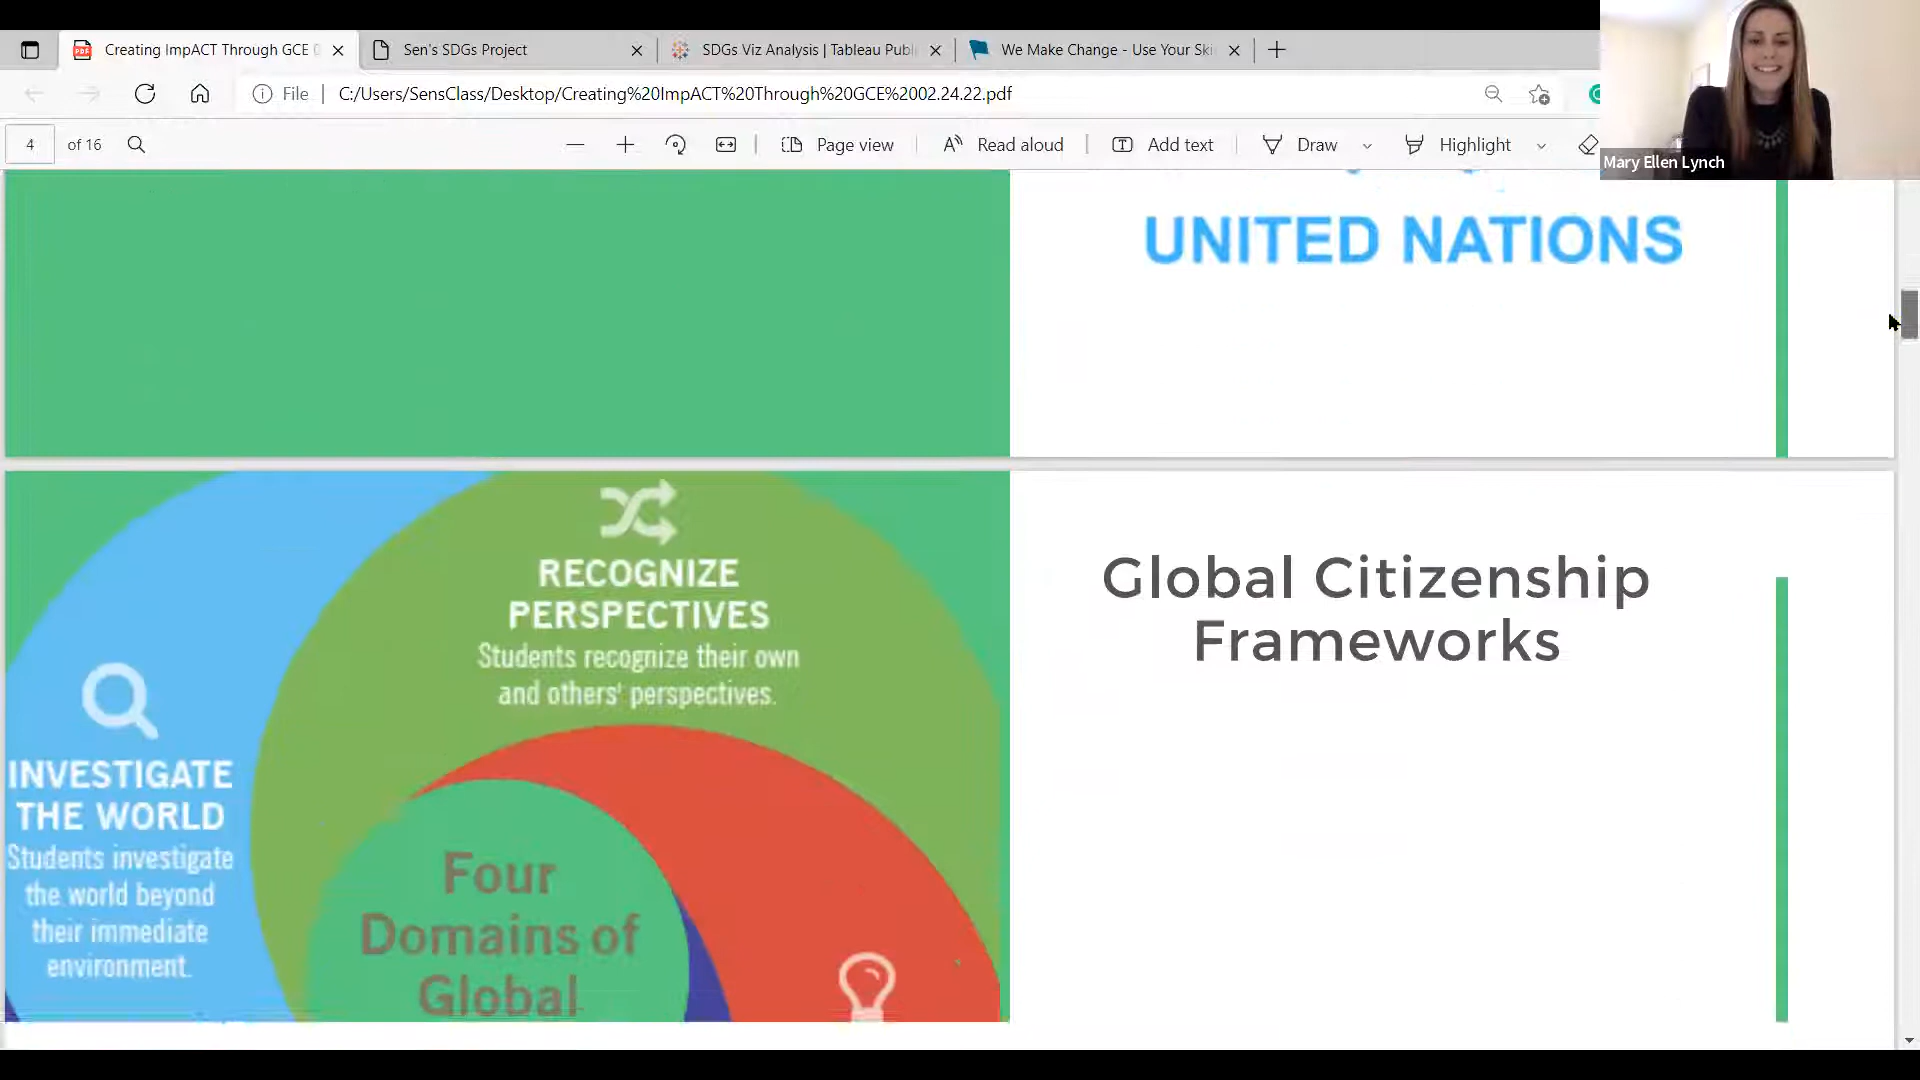 Creating ImpACT Through GCE
Sen's SDGs Project
SDGs Viz Analysis | Tableau Publ
We Make Change - Use Your Ski
File
C:/Users/SensClass/Desktop/Creating%20ImpACT%20Through%20GCE%2002.24.22.pdf
4
of 16
Page view
Read aloud
Add text
Draw
Highlight
Mary Ellen Lynch
UNITED NATIONS
RECOGNIZE
PERSPECTIVES
Students recognize their own
and others' perspectives.
INVESTIGATE
THE WORLD
Students investigate
the world beyond
their immediate
environment.
Four
Domains of
Global
Global Citizenship
Frameworks